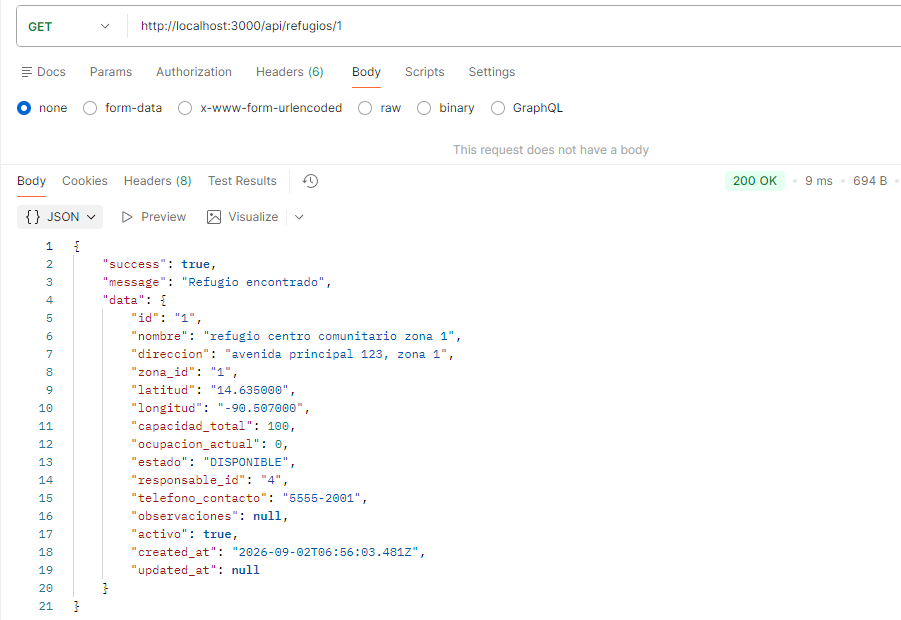 GET http://localhost:3000/api/refugios/1
Docs Params Authorization Headers (6) Body Scripts Settings
none form-data x-www-form-urlencoded raw binary GraphQL
This request does not have a body
Body Cookies Headers (8) Test Results 200 OK • 9 ms • 694 B •
{} JSON Preview Visualize
1 {
2 "success": true,
3 "message": "Refugio encontrado",
4 "data": {
5 "id": "1",
6 "nombre": "refugio centro comunitario zona 1",
7 "direccion": "avenida principal 123, zona 1",
8 "zona_id": "1",
9 "latitud": "14.635000",
10 "longitud": "-90.507000",
11 "capacidad_total": 100,
12 "ocupacion_actual": 0,
13 "estado": "DISPONIBLE",
14 "responsable_id": "4",
15 "telefono_contacto": "5555-2001",
16 "observaciones": null,
17 "activo": true,
18 "created_at": "2026-09-02T06:56:03.481Z",
19 "updated_at": null
20 }
21 }